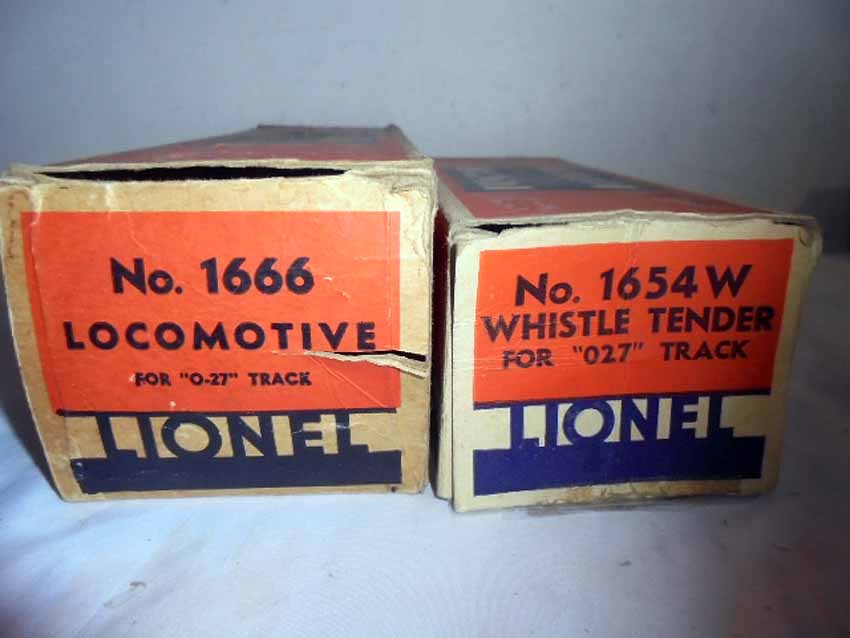 No. 1666
LOCOMOTIVE
FOR "O-27" TRACK
LIONEL
No. 1654W
WHISTLE TENDER
FOR "027" TRACK
LIONEL